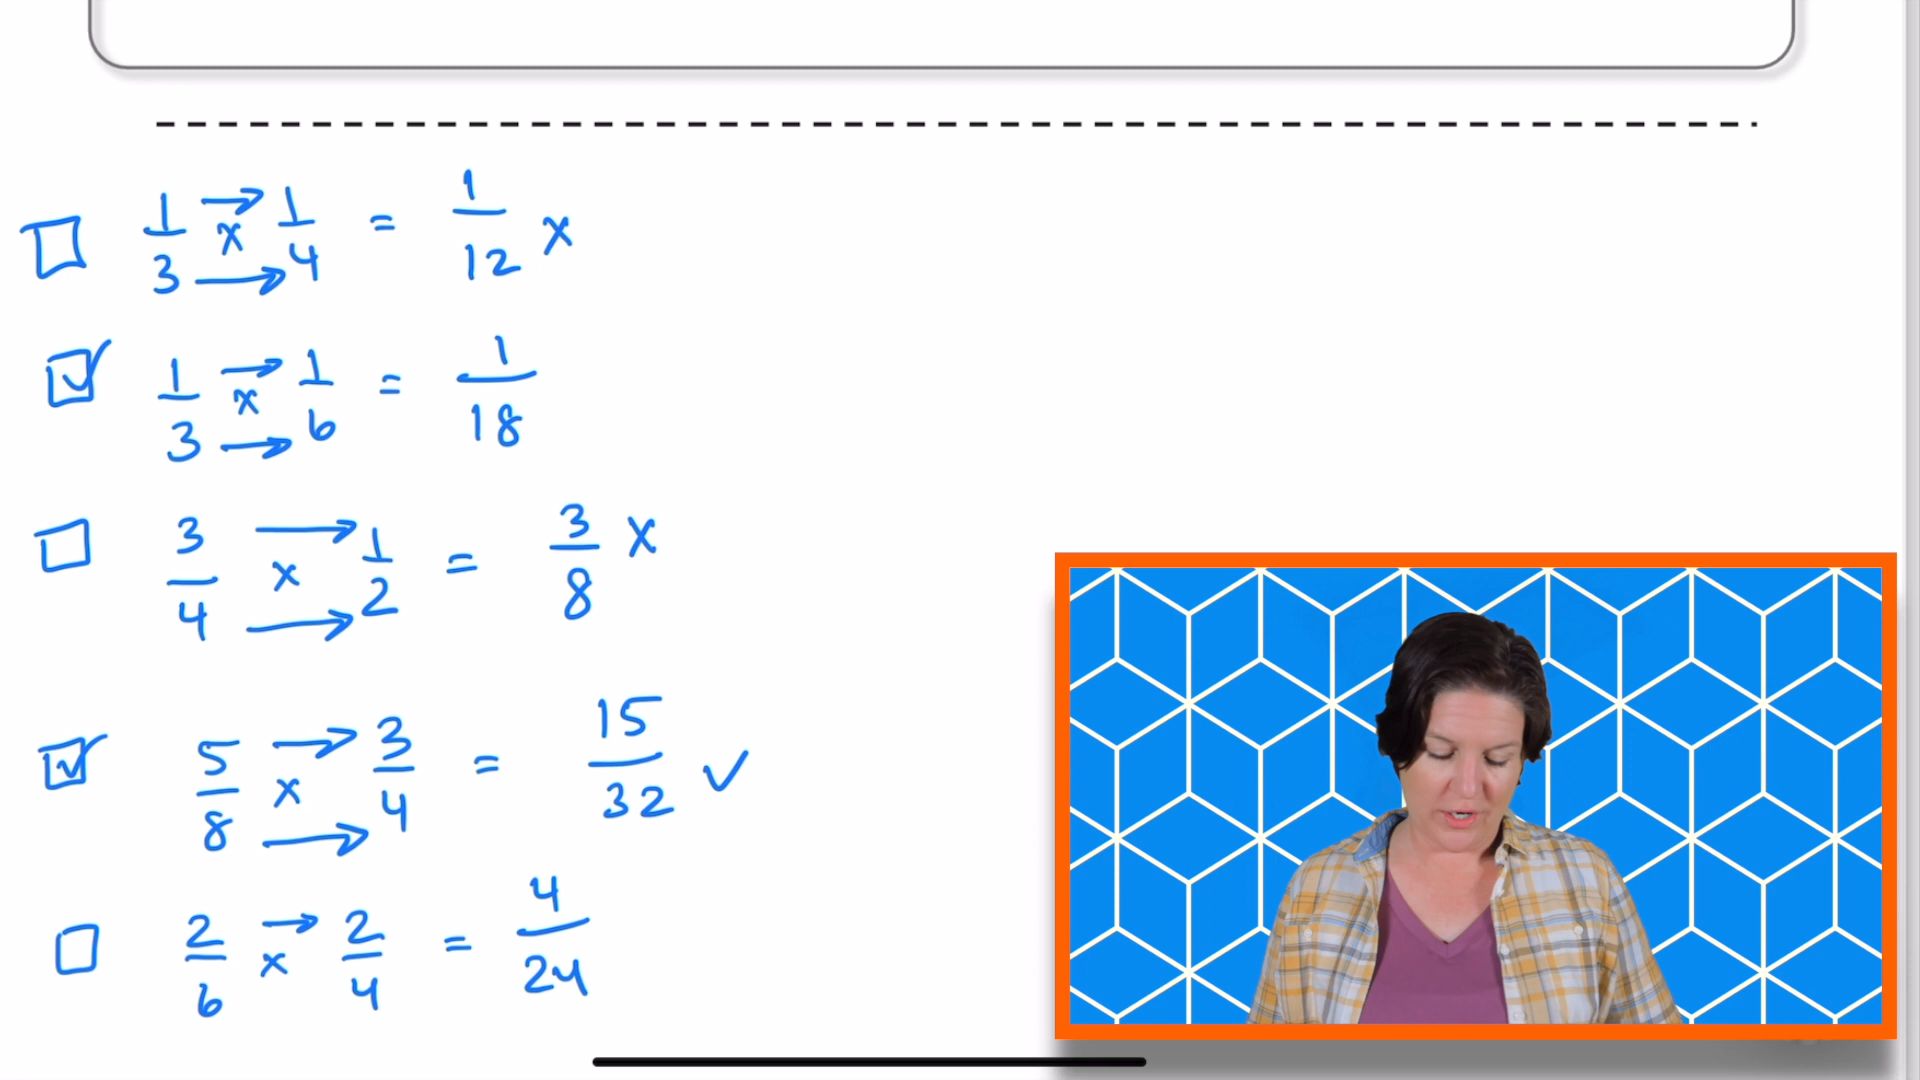 ☐ 1/3 x 1/4 = 1/12 x
☑ 1/3 x 1/6 = 1/18
☐ 3/4 x 1/2 = 3/8 x
☑ 5/8 x 3/4 = 15/32 ✓
☐ 2/6 x 2/4 = 4/24